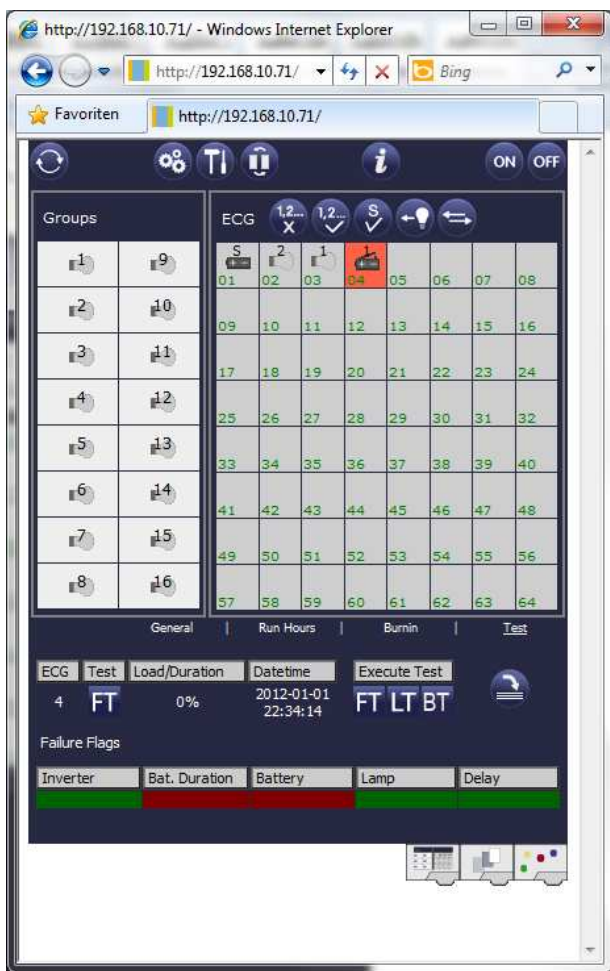 http://192.168.10.71/ - Windows Internet Explorer
http://192.168.10.71/ Bing
Favoriten http://192.168.10.71/
i ON OFF
Groups
ECG 1,2... 1,2... S
1 9
2 10
3 11
4 12
5 13
6 14
7 15
8 16
S 2 1 1
01 02 03 04 05 06 07 08
09 10 11 12 13 14 15 16
17 18 19 20 21 22 23 24
25 26 27 28 29 30 31 32
33 34 35 36 37 38 39 40
41 42 43 44 45 46 47 48
49 50 51 52 53 54 55 56
57 58 59 60 61 62 63 64
General | Run Hours | Burnin | Test
ECG Test Load/Duration Datetime Execute Test
4 FT 0% 2012-01-01 FT LT BT
22:34:14
Failure Flags
Inverter Bat. Duration Battery Lamp Delay